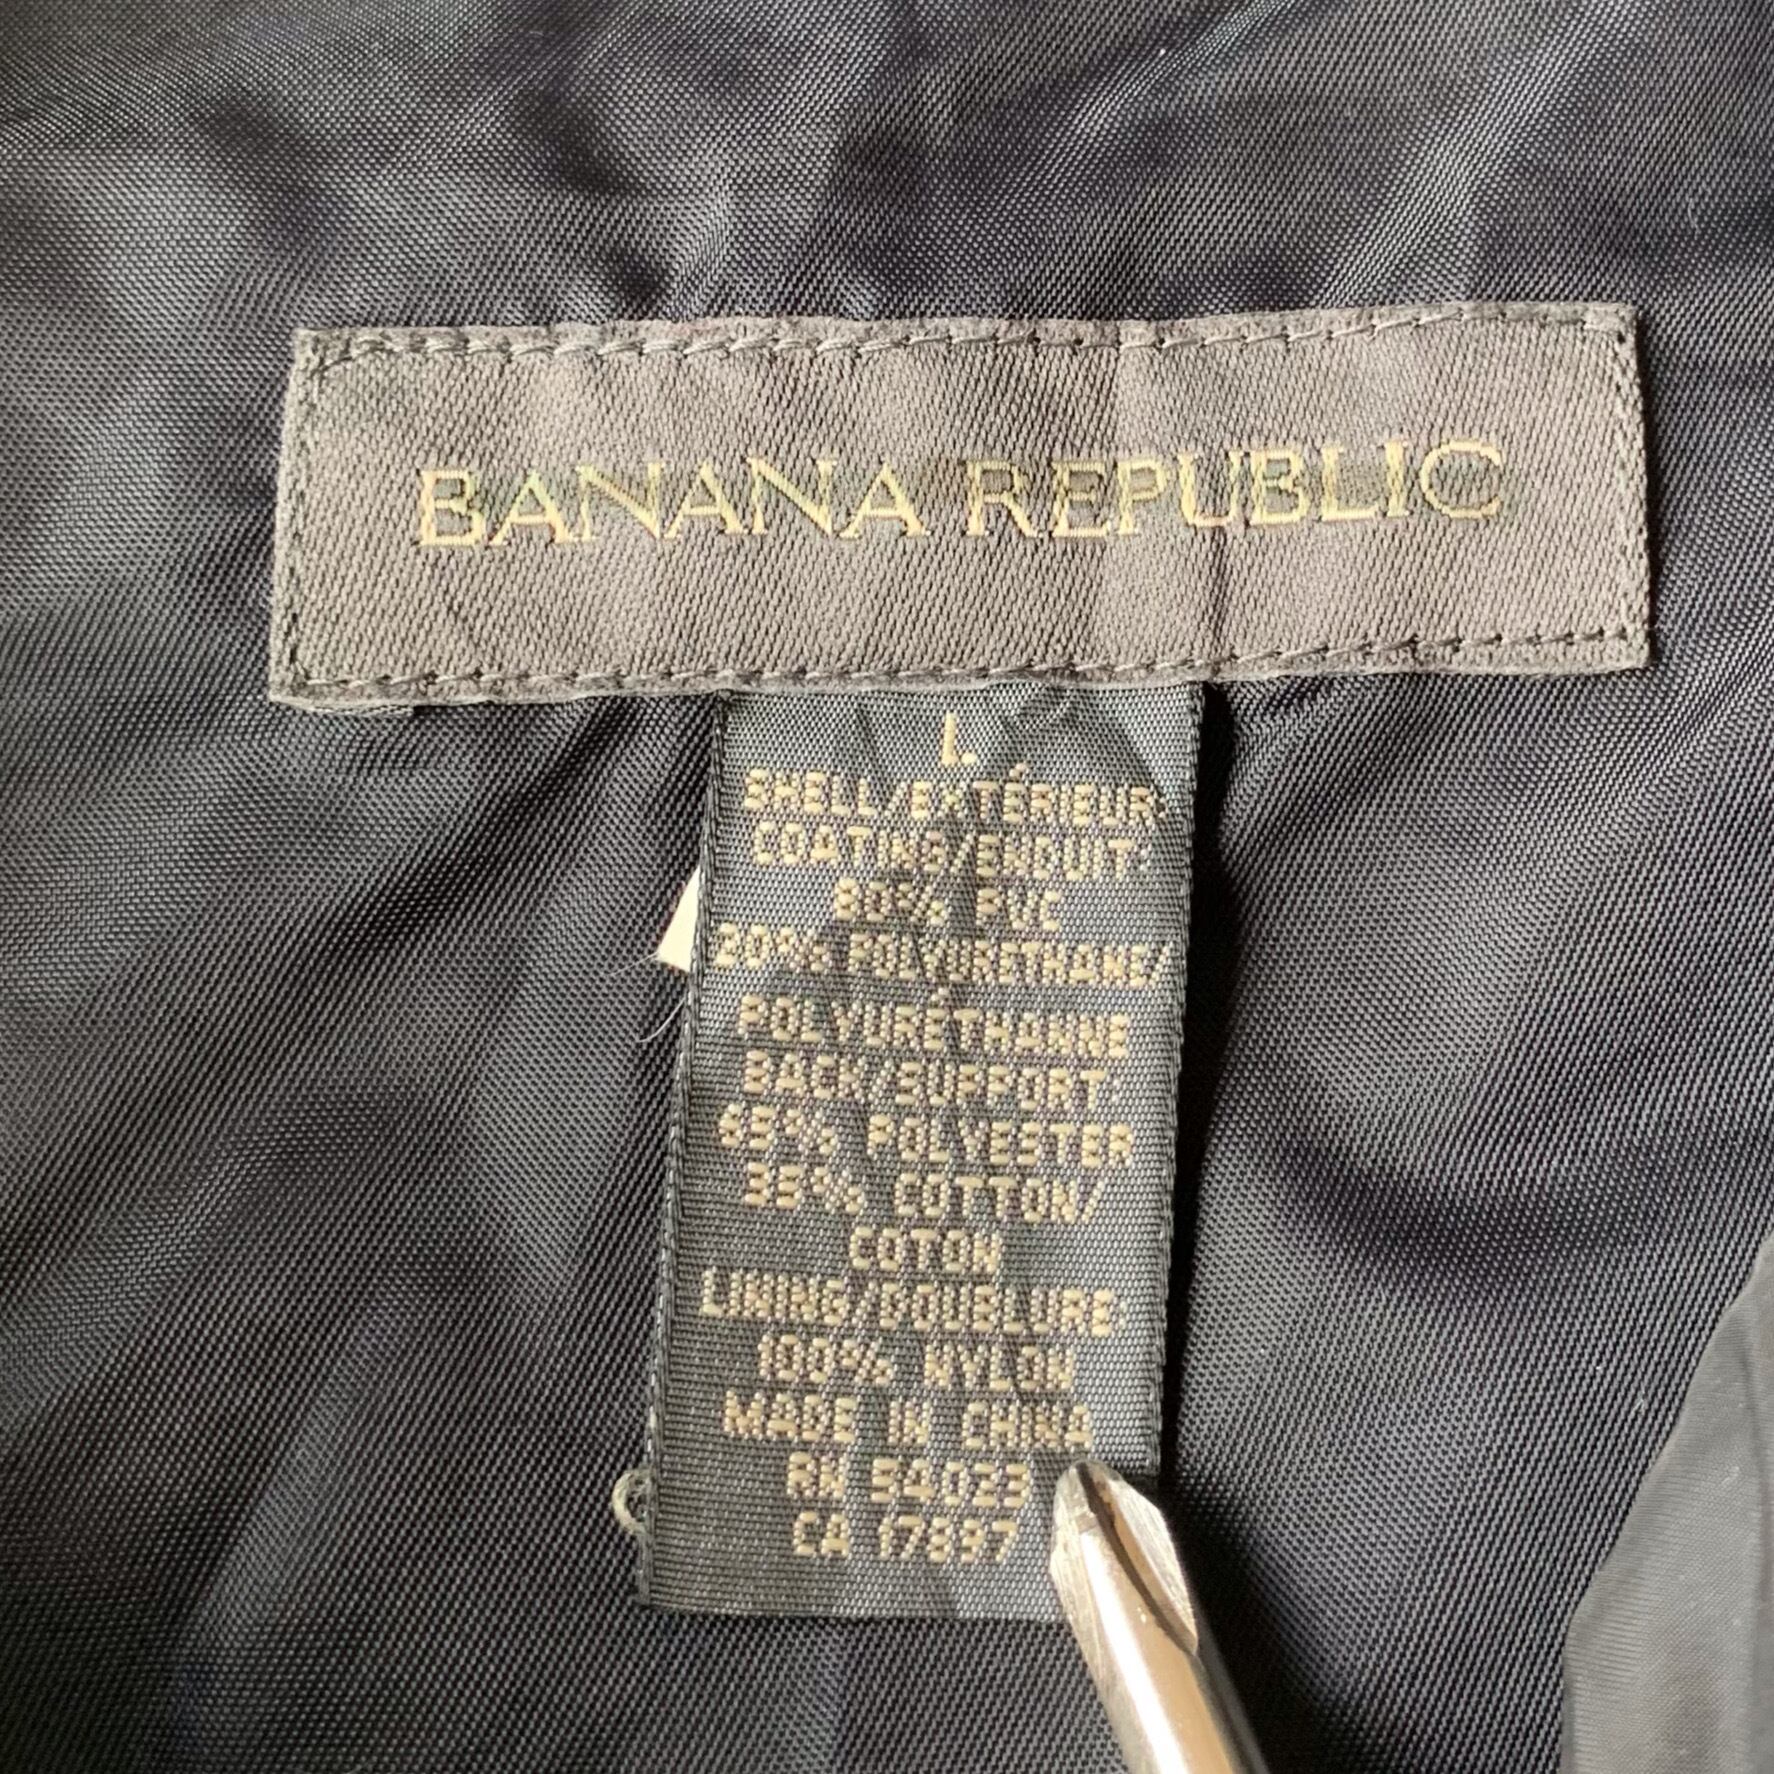 BANANA REPUBLIC
L
SHELL/EXTÉRIEUR:
COATING/ENDUIT:
80% PVC
20% POLYURETHANE/
POLYURÉTHANNE
BACK/SUPPORT:
65% POLYESTER
35% COTTON/
COTON
LINING/DOUBLURE:
100% NYLON
MADE IN CHINA
RN 54023
CA 17897